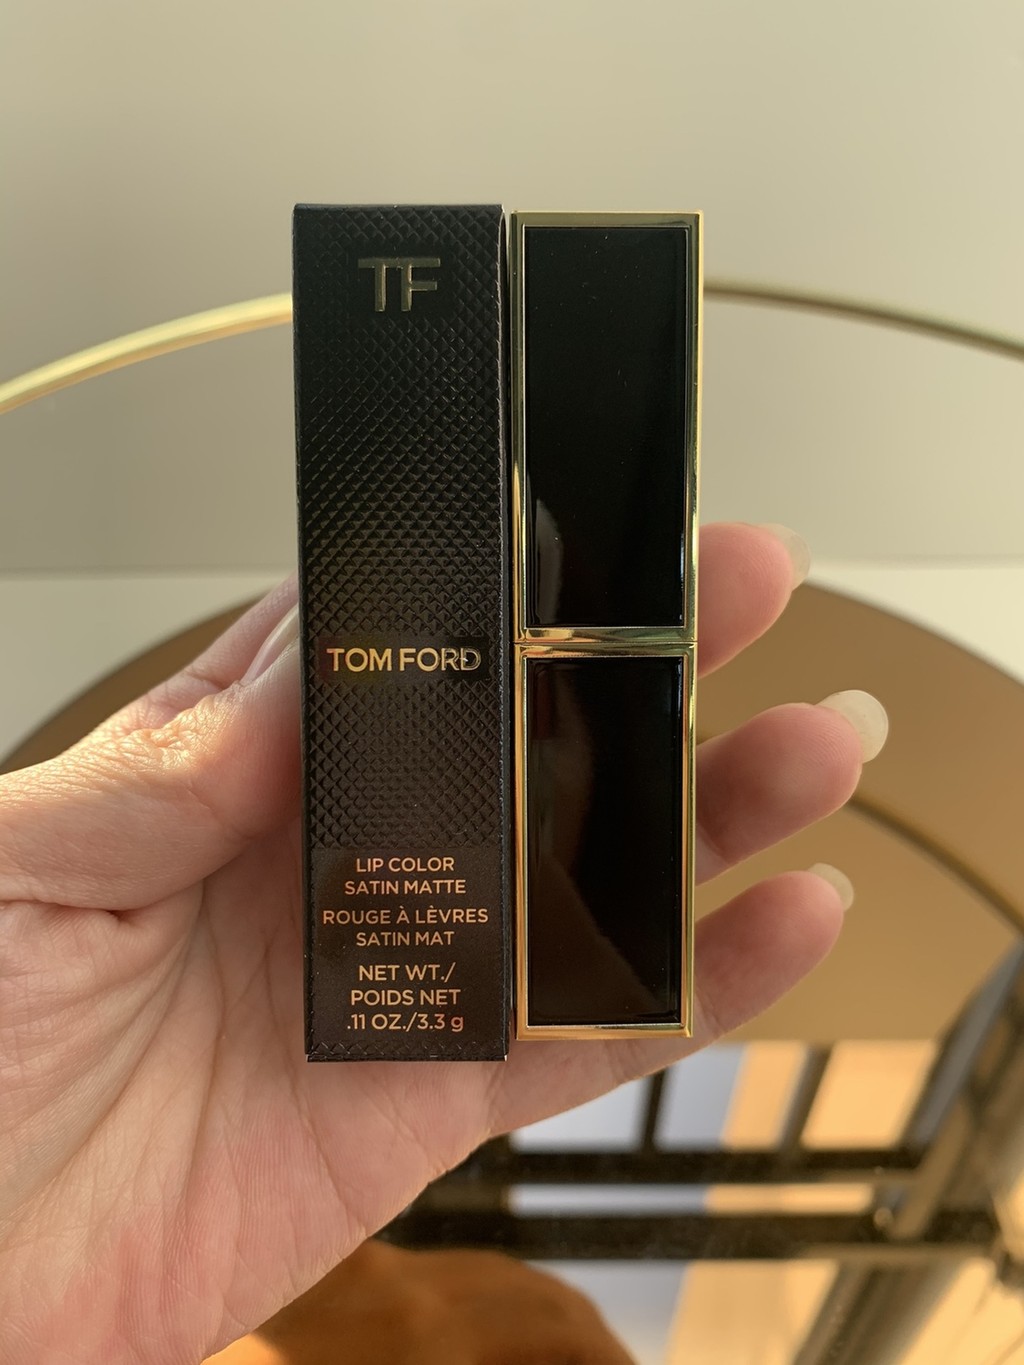 TF
TOM FORD
LIP COLOR
SATIN MATTE
ROUGE À LÈVRES
SATIN MAT
NET WT./
POIDS NET
.11 OZ./3.3 g